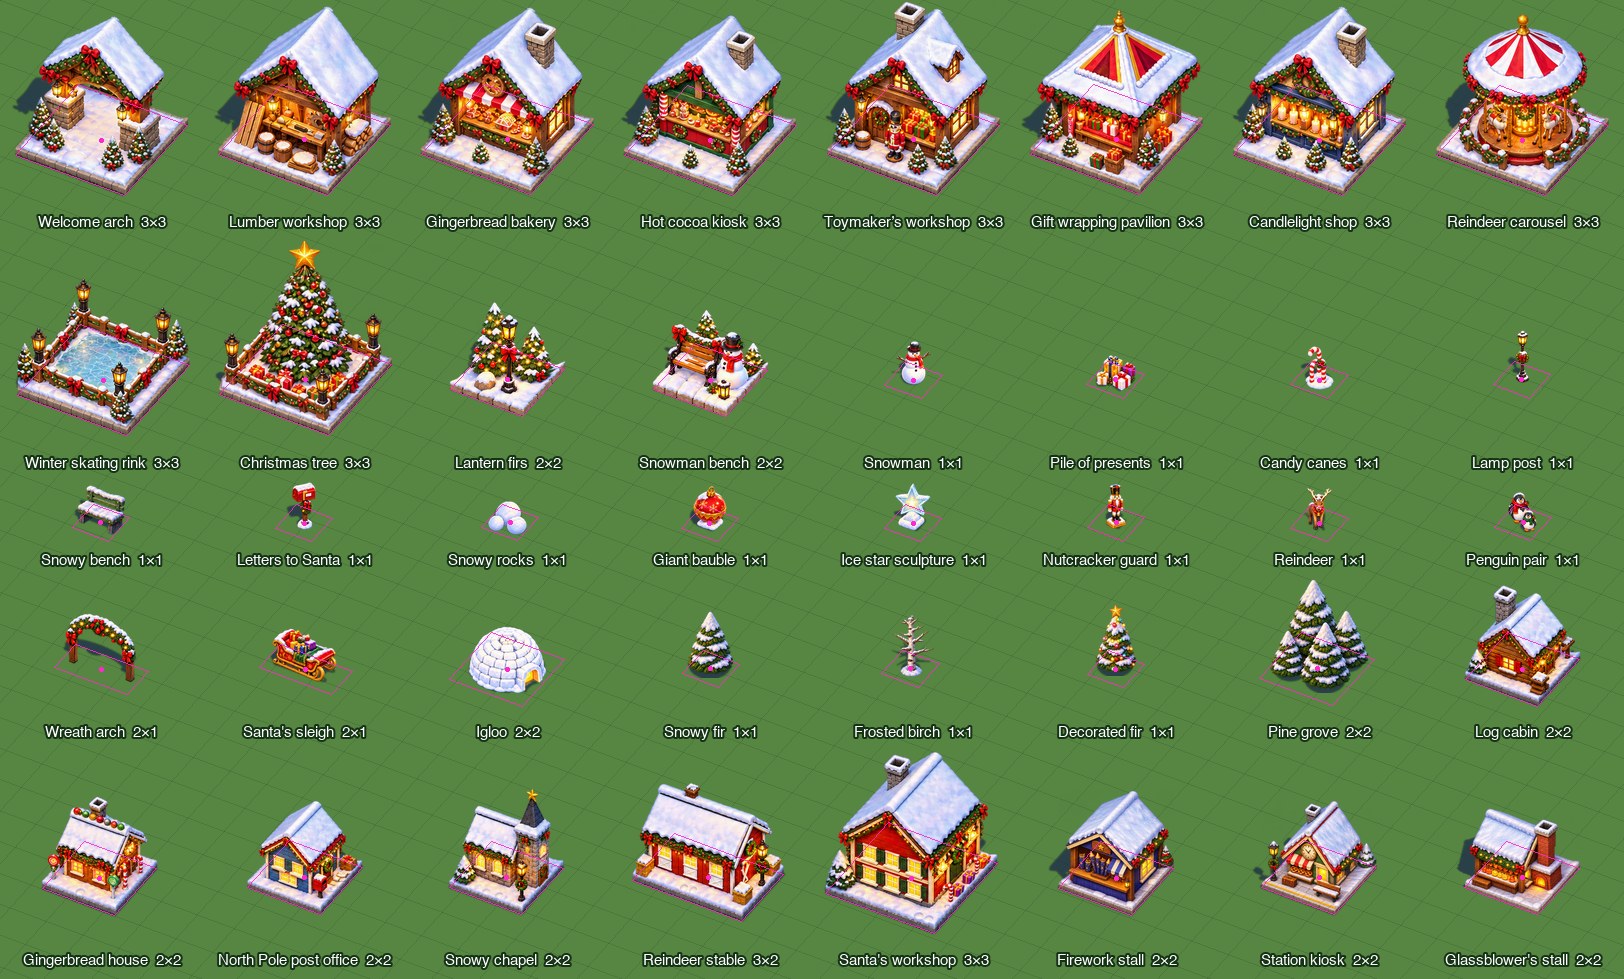 Welcome arch 3×3
Lumber workshop 3×3
Gingerbread bakery 3×3
Hot cocoa kiosk 3×3
Toymaker's workshop 3×3
Gift wrapping pavilion 3×3
Candlelight shop 3×3
Reindeer carousel 3×3
Winter skating rink 3×3
Christmas tree 3×3
Lantern firs 2×2
Snowman bench 2×2
Snowman 1×1
Pile of presents 1×1
Candy canes 1×1
Lamp post 1×1
Snowy bench 1×1
Letters to Santa 1×1
Snowy rocks 1×1
Giant bauble 1×1
Ice star sculpture 1×1
Nutcracker guard 1×1
Reindeer 1×1
Penguin pair 1×1
Wreath arch 2×1
Santa's sleigh 2×1
Igloo 2×2
Snowy fir 1×1
Frosted birch 1×1
Decorated fir 1×1
Pine grove 2×2
Log cabin 2×2
Gingerbread house 2×2
North Pole post office 2×2
Snowy chapel 2×2
Reindeer stable 3×2
Santa's workshop 3×3
Firework stall 2×2
Station kiosk 2×2
Glassblower's stall 2×2